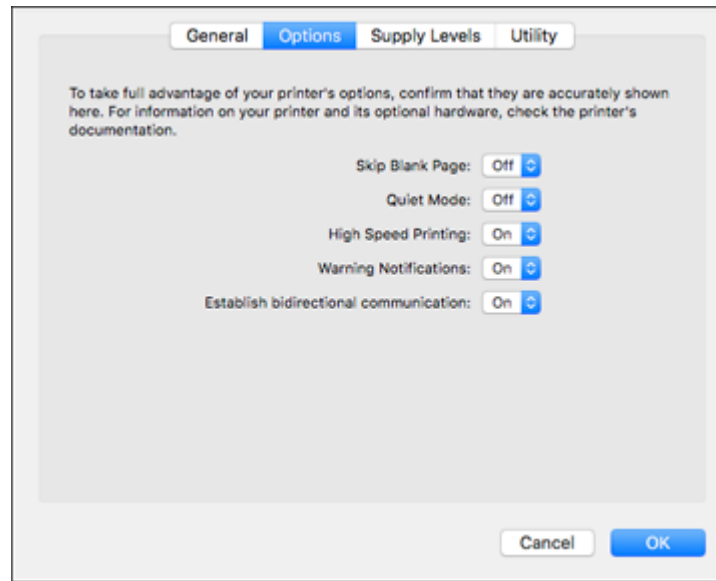 General Options Supply Levels Utility
To take full advantage of your printer's options, confirm that they are accurately shown
here. For information on your printer and its optional hardware, check the printer's
documentation.
Skip Blank Page: Off
Quiet Mode: Off
High Speed Printing: On
Warning Notifications: On
Establish bidirectional communication: On
Cancel OK